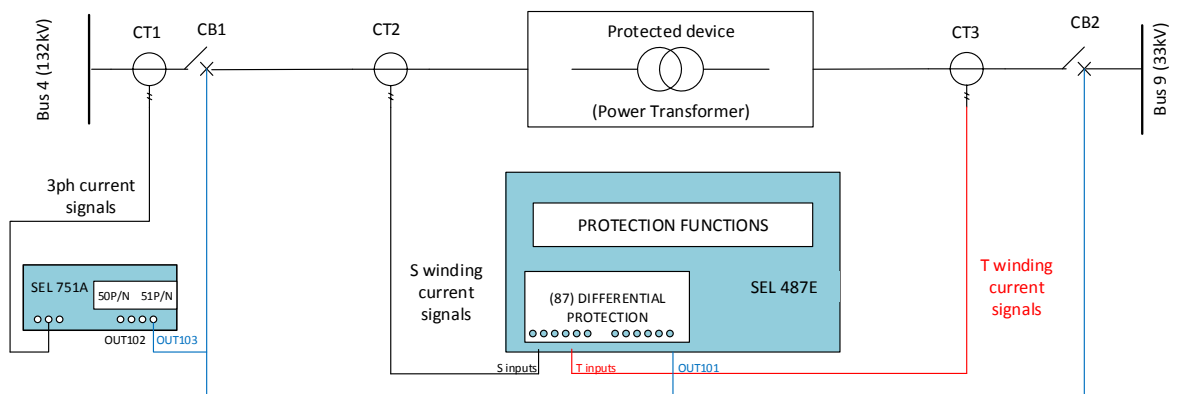 Bus 4 (132kV)
CT1
CB1
CT2
Protected device
(Power Transformer)
CT3
CB2
Bus 9 (33kV)
3ph current
signals
SEL 751A
50P/N
51P/N
OUT102
OUT103
S winding
current
signals
PROTECTION FUNCTIONS
(87) DIFFERENTIAL
PROTECTION
SEL 487E
S inputs
T inputs
OUT101
T winding
current
signals